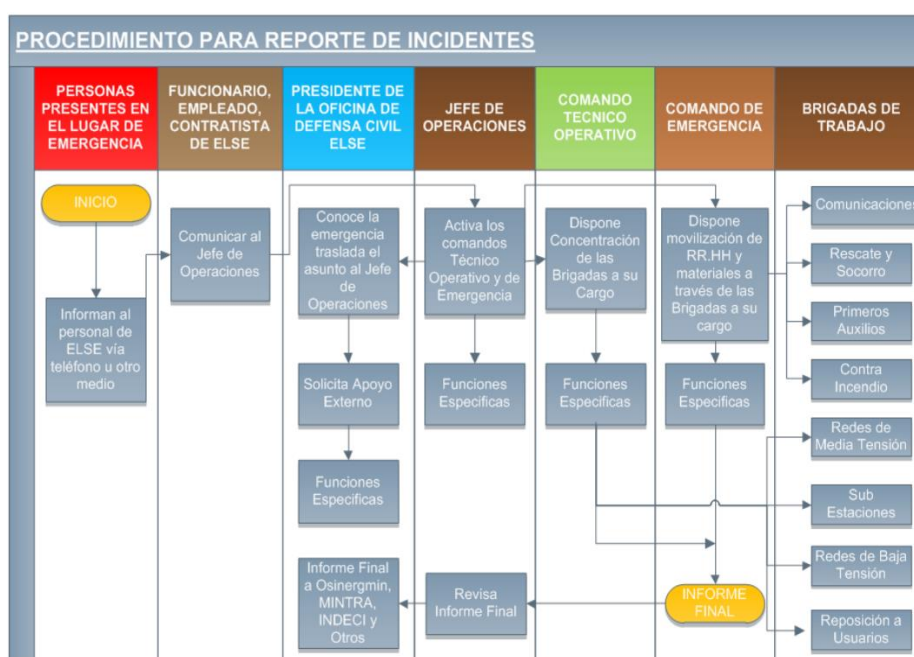 PROCEDIMIENTO PARA REPORTE DE INCIDENTES
PERSONAS
PRESENTES EN
EL LUGAR DE
EMERGENCIA
FUNCIONARIO,
EMPLEADO,
CONTRATISTA
DE ELSE
PRESIDENTE DE
LA OFICINA DE
DEFENSA CIVIL
ELSE
JEFE DE
OPERACIONES
COMANDO
TECNICO
OPERATIVO
COMANDO DE
EMERGENCIA
BRIGADAS DE
TRABAJO
INICIO
Informan al
personal de
ELSE vía
teléfono u otro
medio
Comunicar al
Jefe de
Operaciones
Conoce la
emergencia
traslada el
asunto al Jefe
de
Operaciones
Solicita Apoyo
Externo
Funciones
Especificas
Informe Final
a Osinergmin,
MINTRA,
INDECI y
Otros
Activa los
comandos
Técnico
Operativo y de
Emergencia
Funciones
Especificas
Revisa
Informe Final
Dispone
Concentración
de las
Brigadas a su
Cargo
Funciones
Especificas
Dispone
movilización de
RR.HH y
materiales a
través de las
Brigadas a su
cargo
Funciones
Especificas
INFORME
FINAL
Comunicaciones
Rescate y
Socorro
Primeros
Auxilios
Contra
Incendio
Redes de
Media Tensión
Sub
Estaciones
Redes de Baja
Tensión
Reposición a
Usuarios